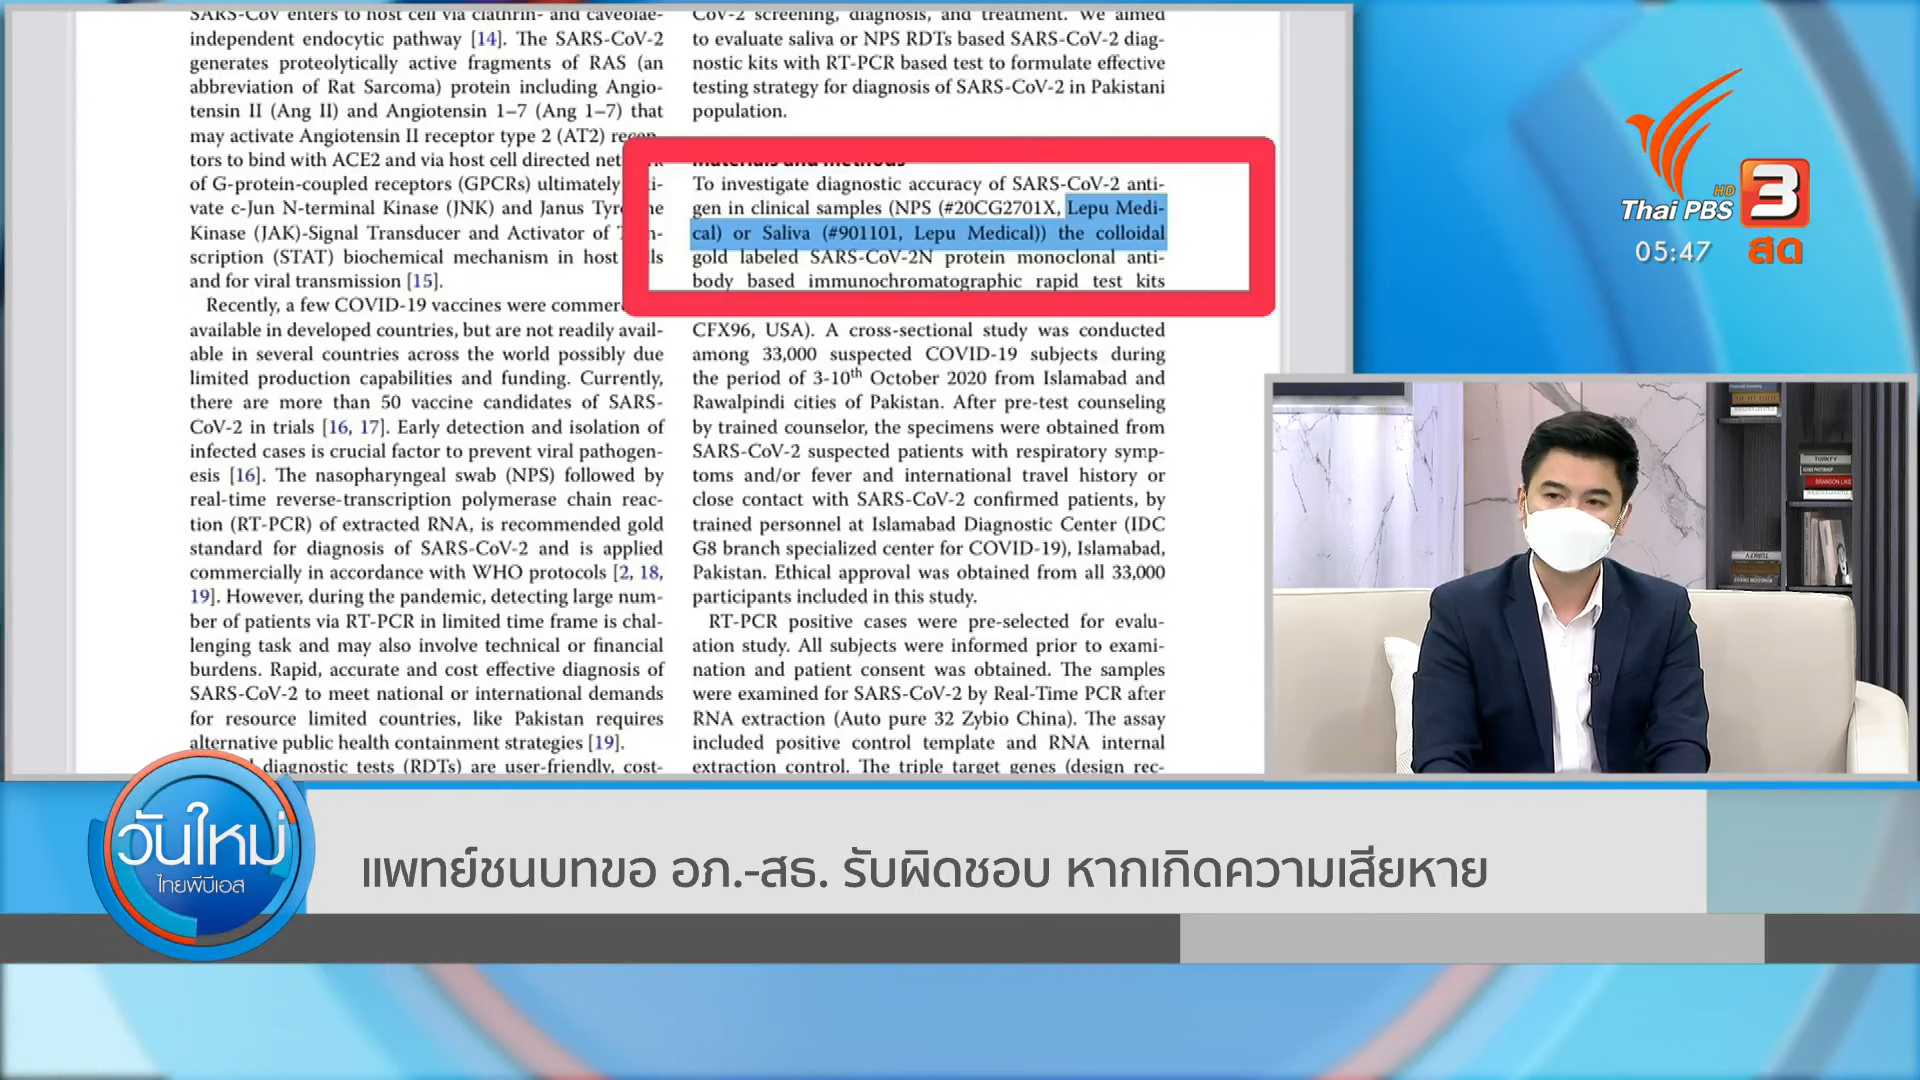 SARS-CoV enters to host cell via clathrin- and caveolae-
independent endocytic pathway [14]. The SARS-CoV-2
generates proteolytically active fragments of RAS (an
abbreviation of Rat Sarcoma) protein including Angio-
tensin II (Ang II) and Angiotensin 1–7 (Ang 1–7) that
may activate Angiotensin II receptor type 2 (AT2) recep-
tors to bind with ACE2 and via host cell directed
of G-protein-coupled receptors (GPCRs) ultimately
vate c-Jun N-terminal Kinase (JNK) and Janus
Kinase (JAK)-Signal Transducer and Activator of
scription (STAT) biochemical mechanism in host
and for viral transmission [15].
Recently, a few COVID-19 vaccines were
available in developed countries, but are not readily avail-
able in several countries across the world possibly due
limited production capabilities and funding. Currently,
there are more than 50 vaccine candidates of SARS-
CoV-2 in trials [16, 17]. Early detection and isolation of
infected cases is crucial factor to prevent viral pathogen-
esis [16]. The nasopharyngeal swab (NPS) followed by
real-time reverse-transcription polymerase chain reac-
tion (RT-PCR) of extracted RNA, is recommended gold
standard for diagnosis of SARS-CoV-2 and is applied
commercially in accordance with WHO protocols [2, 18,
19]. However, during the pandemic, detecting large num-
ber of patients via RT-PCR in limited time frame is chal-
lenging task and may also involve technical or financial
burdens. Rapid, accurate and cost effective diagnosis of
SARS-CoV-2 to meet national or international demands
for resource limited countries, like Pakistan requires
alternative public health containment strategies [19].
diagnostic tests (RDTs) are user-friendly, cost-
CoV-2 screening, diagnosis, and treatment. We aimed
to evaluate saliva or NPS RDTs based SARS-CoV-2 diag-
nostic kits with RT-PCR based test to formulate effective
testing strategy for diagnosis of SARS-CoV-2 in Pakistani
population.
Materials and methods
To investigate diagnostic accuracy of SARS-CoV-2 anti-
gen in clinical samples (NPS (#20CG2701X, Lepu Medi-
cal) or Saliva (#901101, Lepu Medical)) the colloidal
gold labeled SARS-CoV-2N protein monoclonal anti-
body based immunochromatographic rapid test kits
CFX96, USA). A cross-sectional study was conducted
among 33,000 suspected COVID-19 subjects during
the period of 3-10th October 2020 from Islamabad and
Rawalpindi cities of Pakistan. After pre-test counseling
by trained counselor, the specimens were obtained from
SARS-CoV-2 suspected patients with respiratory symp-
toms and/or fever and international travel history or
close contact with SARS-CoV-2 confirmed patients, by
trained personnel at Islamabad Diagnostic Center (IDC
G8 branch specialized center for COVID-19), Islamabad,
Pakistan. Ethical approval was obtained from all 33,000
participants included in this study.
RT-PCR positive cases were pre-selected for evalu-
ation study. All subjects were informed prior to exami-
nation and patient consent was obtained. The samples
were examined for SARS-CoV-2 by Real-Time PCR after
RNA extraction (Auto pure 32 Zybio China). The assay
included positive control template and RNA internal
extraction control. The triple target genes (design rec-
Thai PBS HD 3
05:47 สด
TURKEY
BRANSON LIKE
วันใหม่
ไทยพีบีเอส
แพทย์ชนบทขอ อภ.-สธ. รับผิดชอบ หากเกิดความเสียหาย